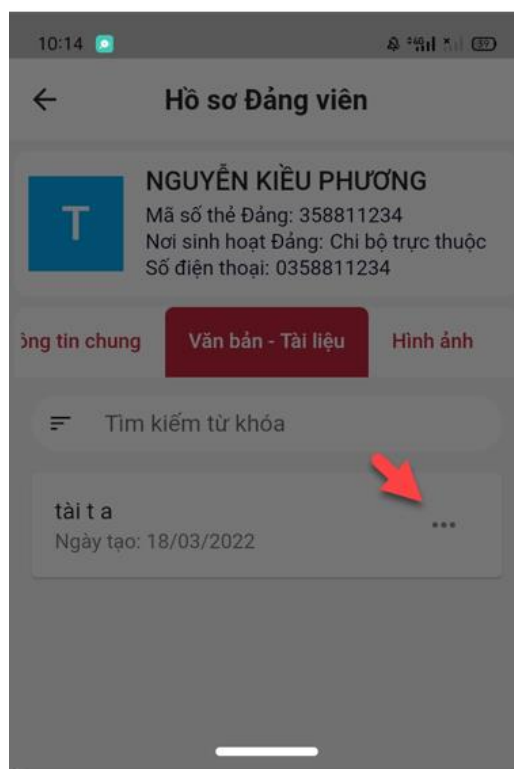 10:14
39
Hồ sơ Đảng viên
T
NGUYỄN KIỀU PHƯƠNG
Mã số thẻ Đảng: 358811234
Nơi sinh hoạt Đảng: Chi bộ trực thuộc
Số điện thoại: 0358811234
ông tin chung
Văn bản - Tài liệu
Hình ảnh
Tìm kiếm từ khóa
tài t a
Ngày tạo: 18/03/2022